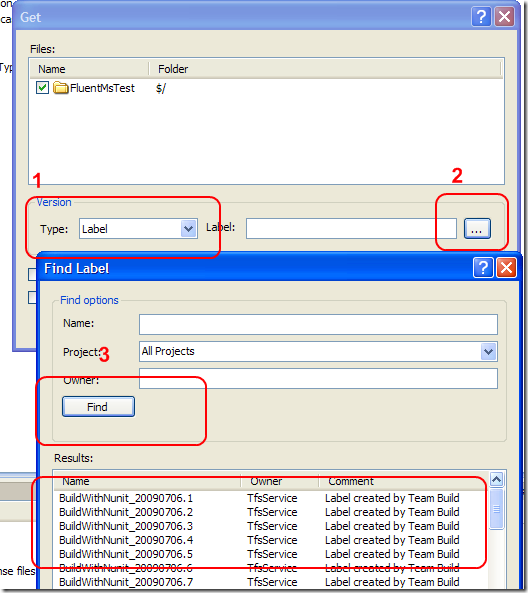 Get
Files:
Name Folder
FluentMsTest $/
1
2
Version
Type: Label Label: ...
Find Label
Find options
Name:
Project: All Projects
3
Owner:
Find
Results:
Name Owner Comment
BuildWithNunit_20090706.1 TfsService Label created by Team Build
BuildWithNunit_20090706.2 TfsService Label created by Team Build
BuildWithNunit_20090706.3 TfsService Label created by Team Build
BuildWithNunit_20090706.4 TfsService Label created by Team Build
BuildWithNunit_20090706.5 TfsService Label created by Team Build
BuildWithNunit_20090706.6 TfsService Label created by Team Build
BuildWithNunit_20090706.7 TfsService Label created by Team Build
nse files